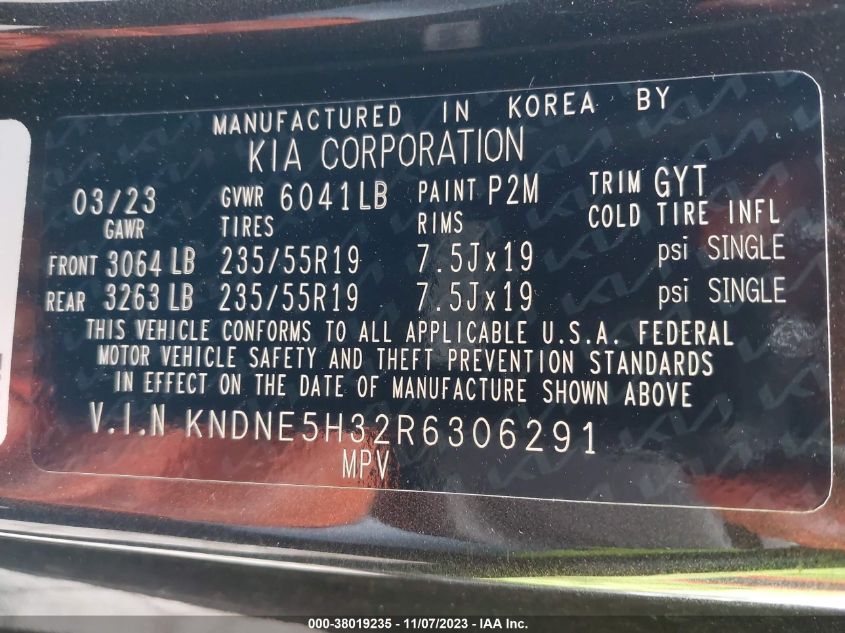 MANUFACTURED IN KOREA BY
KIA CORPORATION
03/23 GVWR 6041LB PAINT P2M TRIM GYT
GAWR TIRES RIMS COLD TIRE INFL
FRONT 3064 LB 235/55R19 7.5Jx19 psi SINGLE
REAR 3263 LB 235/55R19 7.5Jx19 psi SINGLE
THIS VEHICLE CONFORMS TO ALL APPLICABLE U.S.A. FEDERAL
MOTOR VEHICLE SAFETY AND THEFT PREVENTION STANDARDS
IN EFFECT ON THE DATE OF MANUFACTURE SHOWN ABOVE
V.I.N KNDNE5H32R6306291
MPV
000-38019235 - 11/07/2023 - IAA Inc.